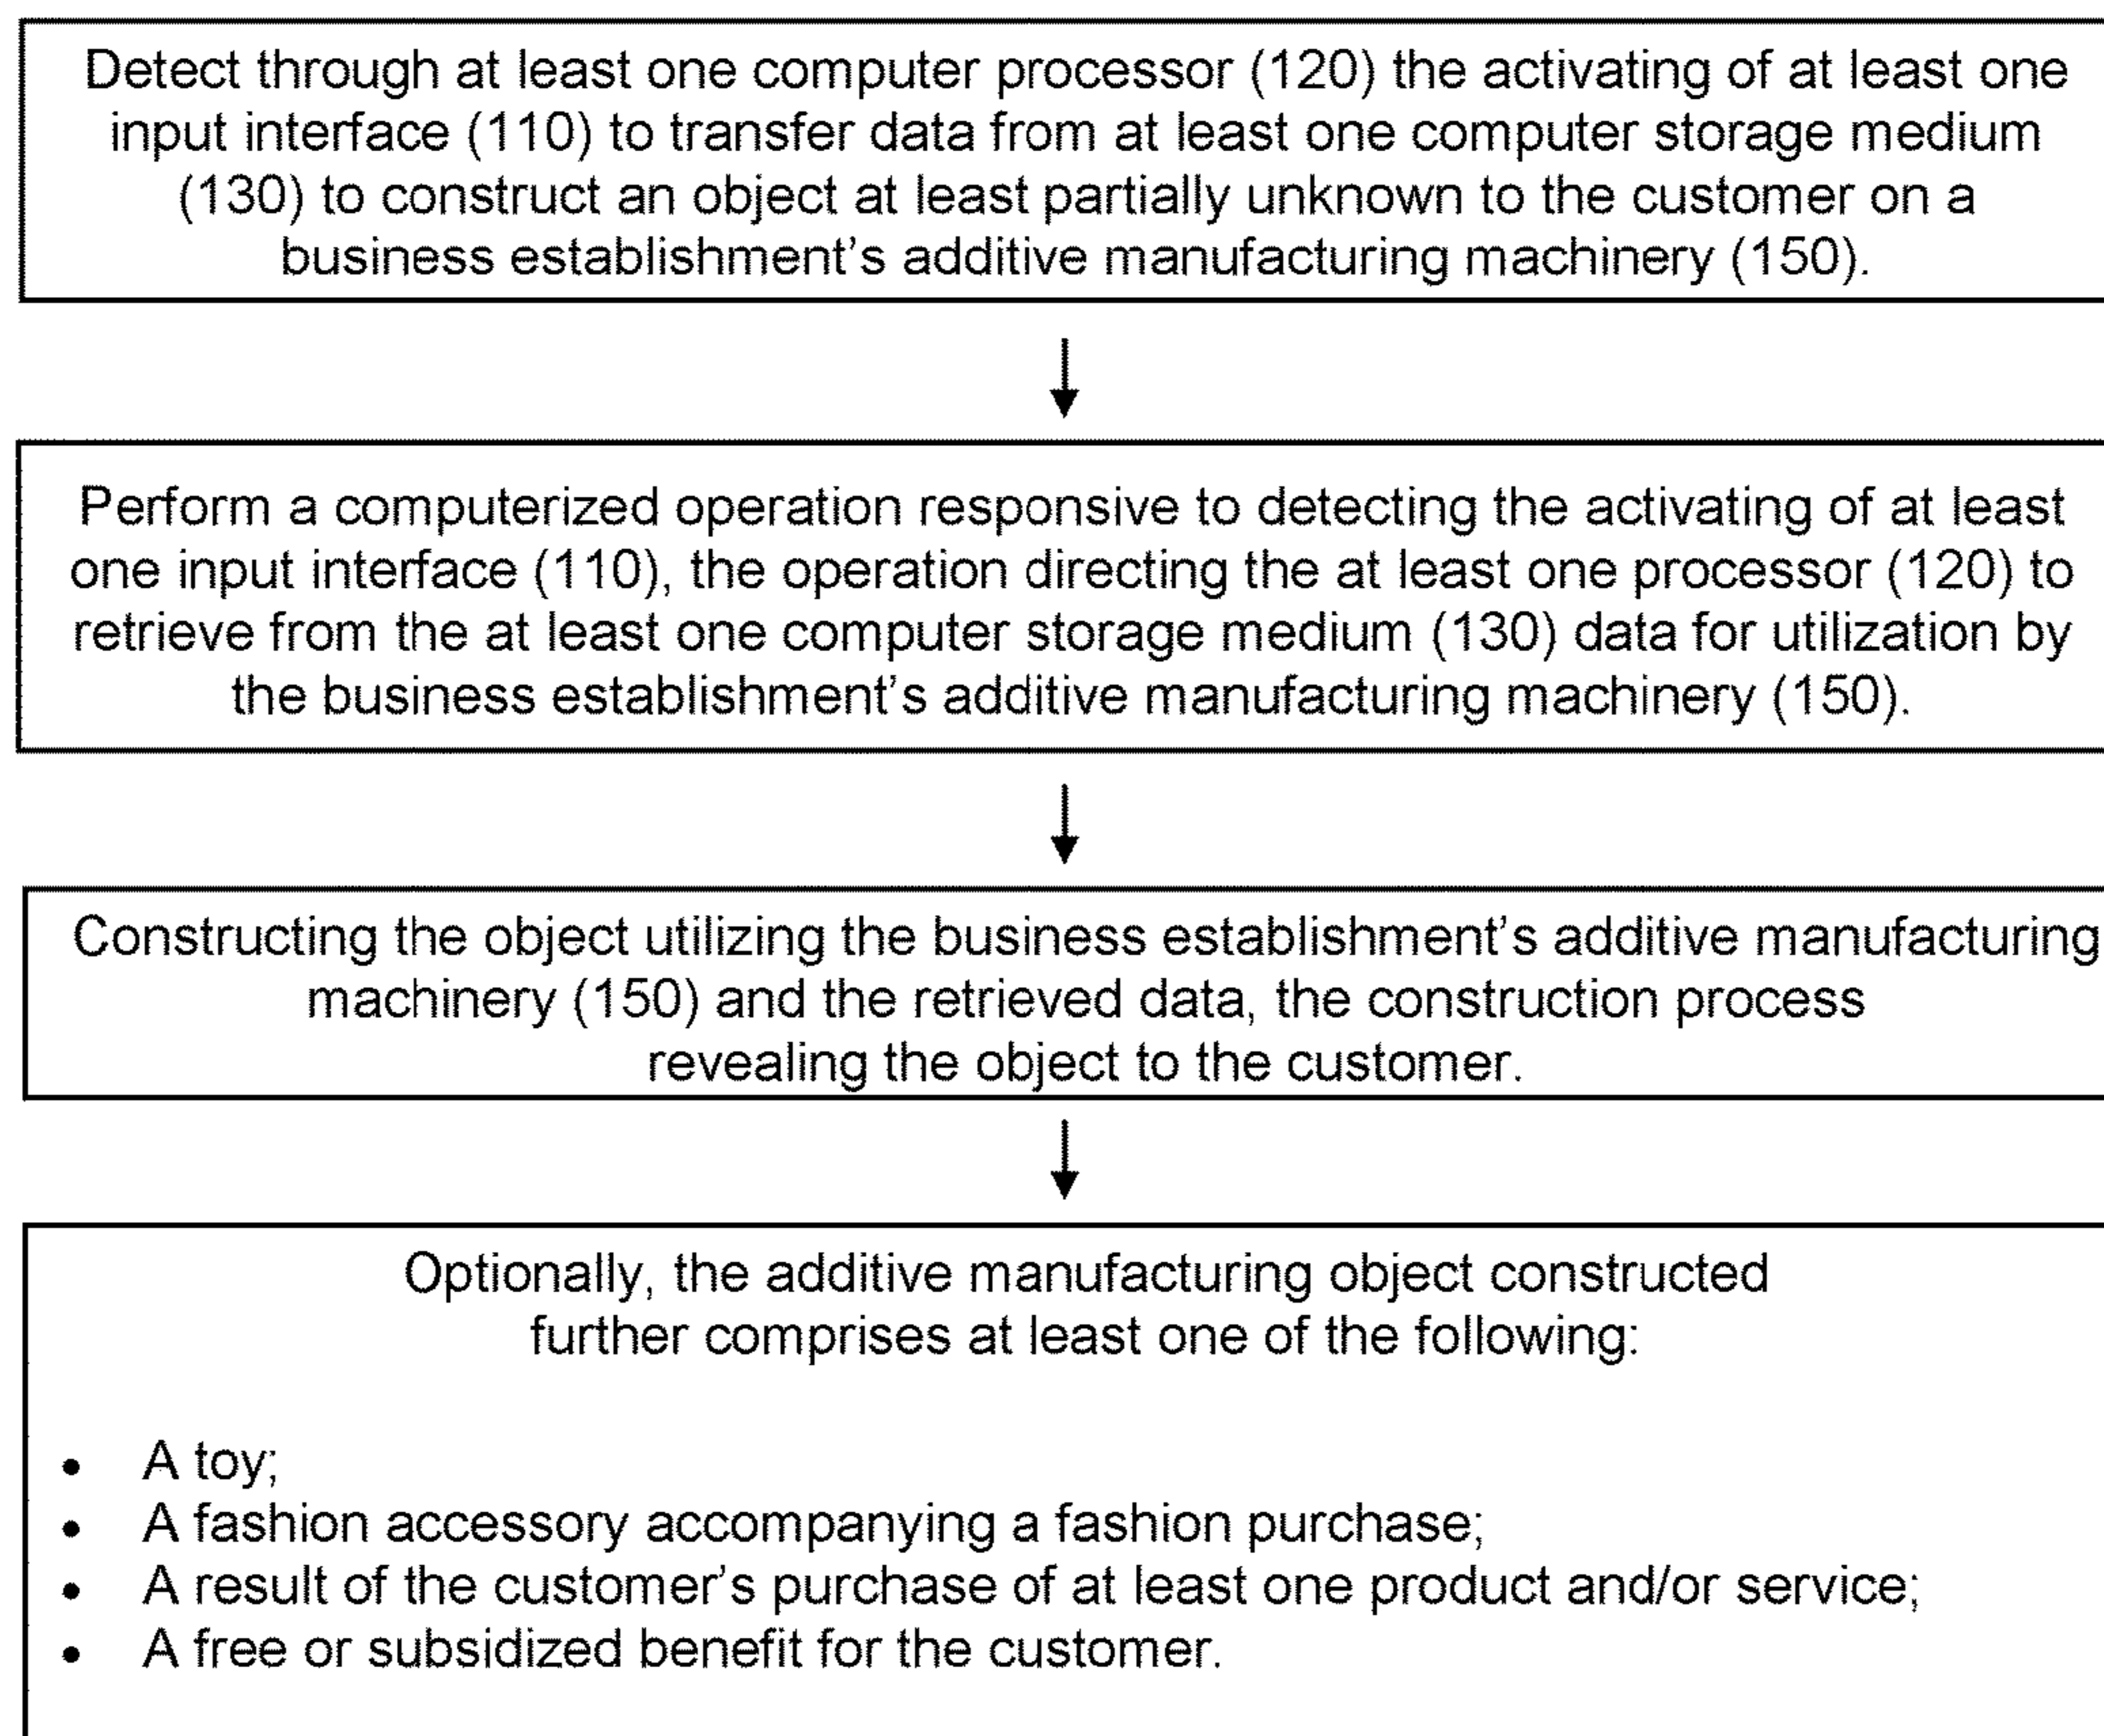 Detect through at least one computer processor (120) the activating of at least one
input interface (110) to transfer data from at least one computer storage medium
(130) to construct an object at least partially unknown to the customer on a
business establishment's additive manufacturing machinery (150).
Perform a computerized operation responsive to detecting the activating of at least
one input interface (110), the operation directing the at least one processor (120) to
retrieve from the at least one computer storage medium (130) data for utilization by
the business establishment's additive manufacturing machinery (150).
Constructing the object utilizing the business establishment's additive manufacturing
machinery (150) and the retrieved data, the construction process
revealing the object to the customer.
Optionally, the additive manufacturing object constructed
further comprises at least one of the following:
• A toy;
• A fashion accessory accompanying a fashion purchase;
• A result of the customer's purchase of at least one product and/or service;
• A free or subsidized benefit for the customer.